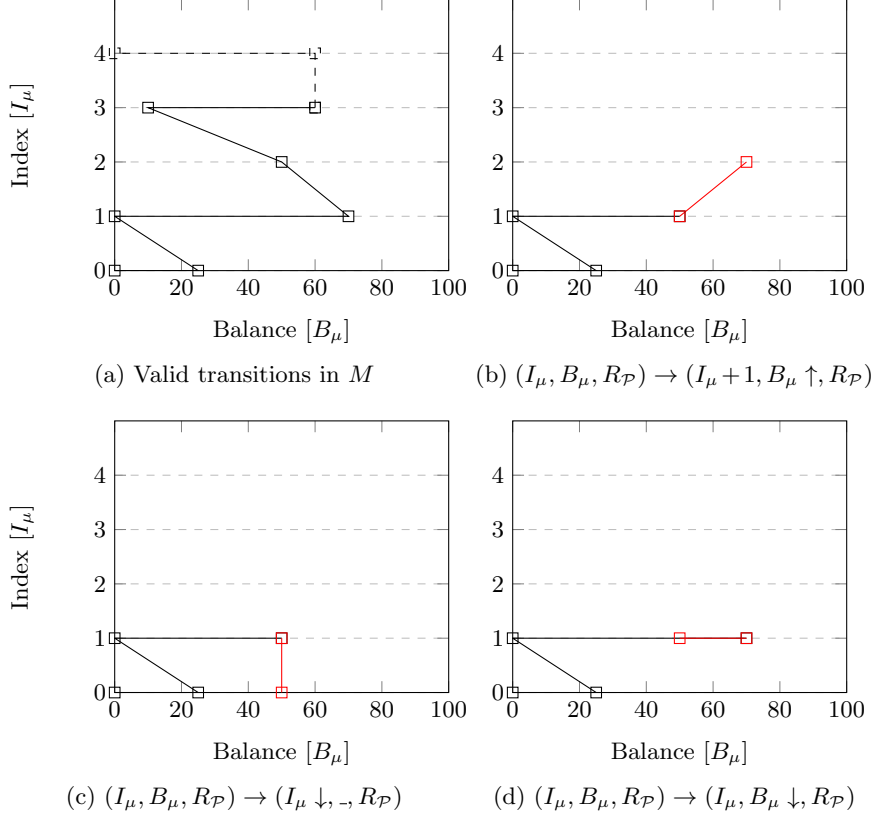 4
3
2
1
0
Index [I_μ]
0 20 40 60 80 100
Balance [B_μ]
(a) Valid transitions in M
4
3
2
1
0
0 20 40 60 80 100
Balance [B_μ]
(b) (I_μ, B_μ, R_𝒫) → (I_μ + 1, B_μ ↑, R_𝒫)
4
3
2
1
0
Index [I_μ]
0 20 40 60 80 100
Balance [B_μ]
(c) (I_μ, B_μ, R_𝒫) → (I_μ ↓, _, R_𝒫)
4
3
2
1
0
0 20 40 60 80 100
Balance [B_μ]
(d) (I_μ, B_μ, R_𝒫) → (I_μ, B_μ ↓, R_𝒫)